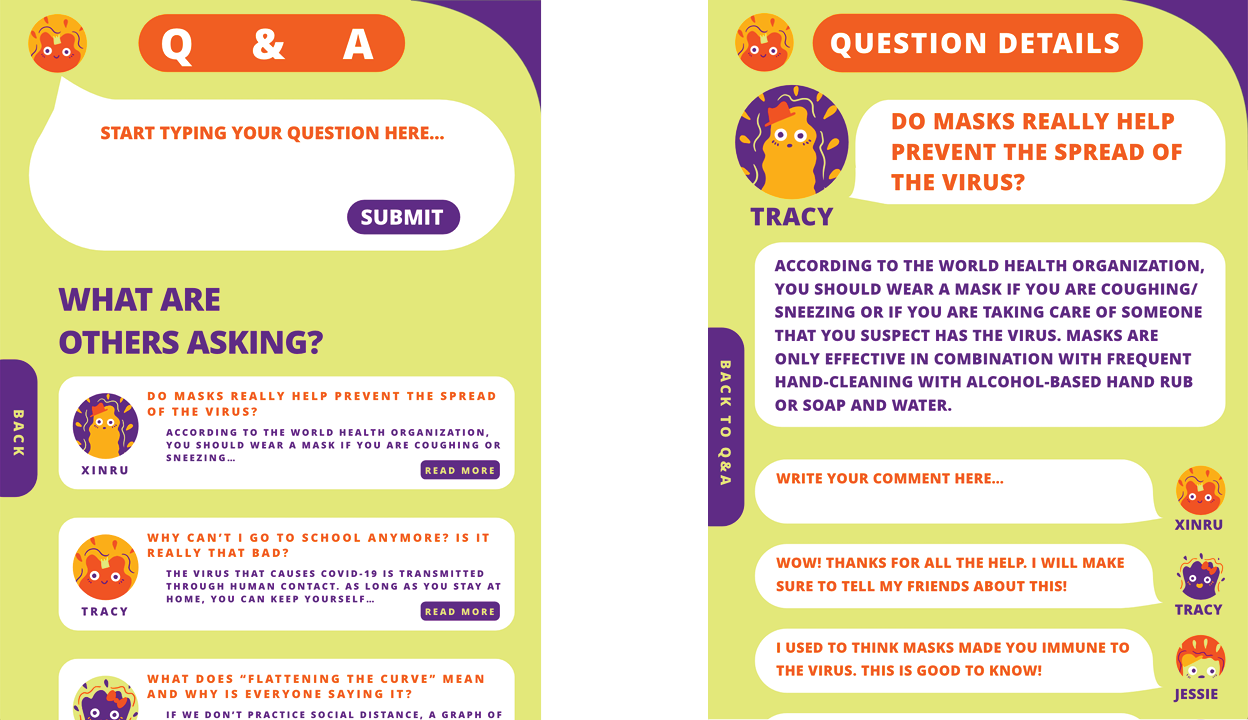 Q & A
START TYPING YOUR QUESTION HERE...
SUBMIT
WHAT ARE
OTHERS ASKING?
BACK
DO MASKS REALLY HELP PREVENT THE SPREAD
OF THE VIRUS?
ACCORDING TO THE WORLD HEALTH ORGANIZATION,
YOU SHOULD WEAR A MASK IF YOU ARE COUGHING OR
SNEEZING...
XINRU
READ MORE
WHY CAN'T I GO TO SCHOOL ANYMORE? IS IT
REALLY THAT BAD?
THE VIRUS THAT CAUSES COVID-19 IS TRANSMITTED
THROUGH HUMAN CONTACT. AS LONG AS YOU STAY AT
HOME, YOU CAN KEEP YOURSELF...
TRACY
READ MORE
WHAT DOES “FLATTENING THE CURVE” MEAN
AND WHY IS EVERYONE SAYING IT?
IF WE DON'T PRACTICE SOCIAL DISTANCE, A GRAPH OF
QUESTION DETAILS
DO MASKS REALLY HELP
PREVENT THE SPREAD OF
THE VIRUS?
TRACY
ACCORDING TO THE WORLD HEALTH ORGANIZATION,
YOU SHOULD WEAR A MASK IF YOU ARE COUGHING/
SNEEZING OR IF YOU ARE TAKING CARE OF SOMEONE
THAT YOU SUSPECT HAS THE VIRUS. MASKS ARE
ONLY EFFECTIVE IN COMBINATION WITH FREQUENT
HAND-CLEANING WITH ALCOHOL-BASED HAND RUB
OR SOAP AND WATER.
BACK TO Q&A
WRITE YOUR COMMENT HERE...
XINRU
WOW! THANKS FOR ALL THE HELP. I WILL MAKE
SURE TO TELL MY FRIENDS ABOUT THIS!
TRACY
I USED TO THINK MASKS MADE YOU IMMUNE TO
THE VIRUS. THIS IS GOOD TO KNOW!
JESSIE